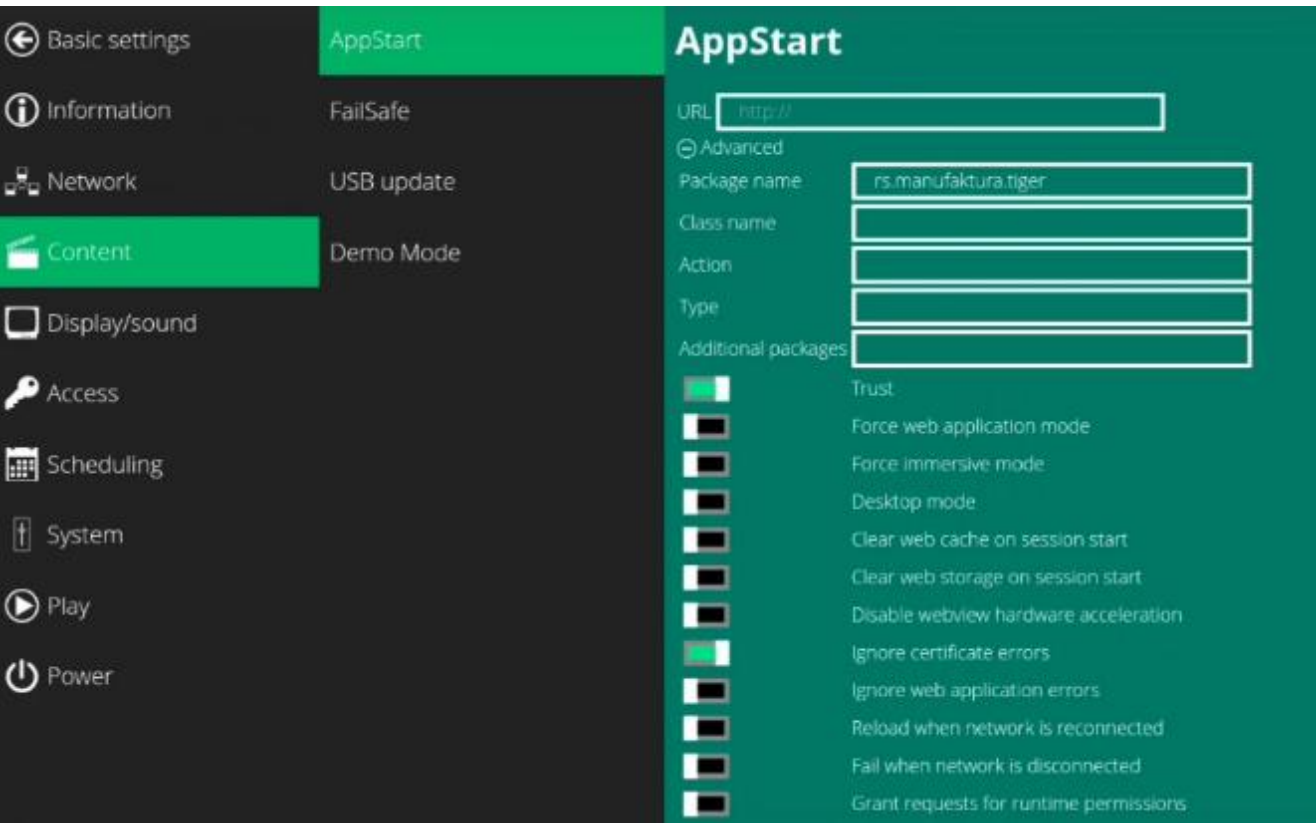 Basic settings
Information
Network
Content
Display/sound
Access
Scheduling
System
Play
Power
AppStart
FailSafe
USB update
Demo Mode
AppStart
URL http://
Advanced
Package name rs.manufaktura.tiger
Class name
Action
Type
Additional packages
Trust
Force web application mode
Force immersive mode
Desktop mode
Clear web cache on session start
Clear web storage on session start
Disable webview hardware acceleration
Ignore certificate errors
Ignore web application errors
Reload when network is reconnected
Fail when network is disconnected
Grant requests for runtime permissions